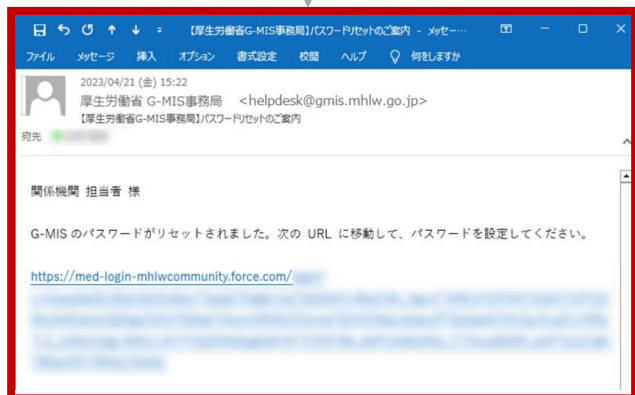 【厚生労働省G-MIS事務局】パスワードリセットのご案内 - メッセー…
ファイル メッセージ 挿入 オプション 書式設定 校閲 ヘルプ 何をしますか
2023/04/21 (金) 15:22
厚生労働省 G-MIS事務局 <helpdesk@gmis.mhlw.go.jp>
【厚生労働省G-MIS事務局】パスワードリセットのご案内
宛先
関係機関 担当者 様
G-MIS のパスワードがリセットされました。次の URL に移動して、パスワードを設定してください。
https://med-login-mhlwcommunity.force.com/